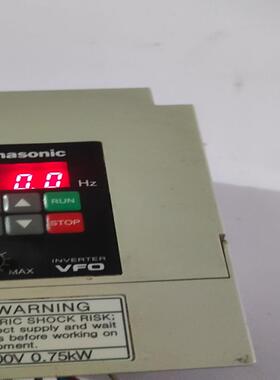 nasonic
0.0 Hz
RUN
STOP
MAX
INVERTER
VFO
WARNING
RIC SHOCK RISK;
ect supply and wait
s before working on
pment.
00V 0.75kW